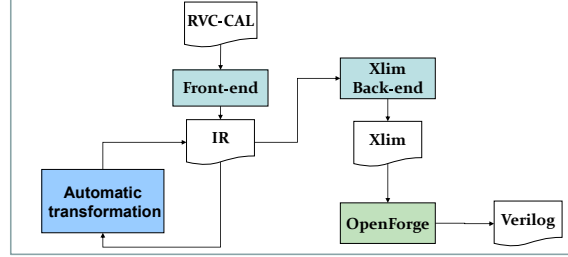 RVC-CAL
Front-end
IR
Automatic
transformation
Xlim
Back-end
Xlim
OpenForge
Verilog